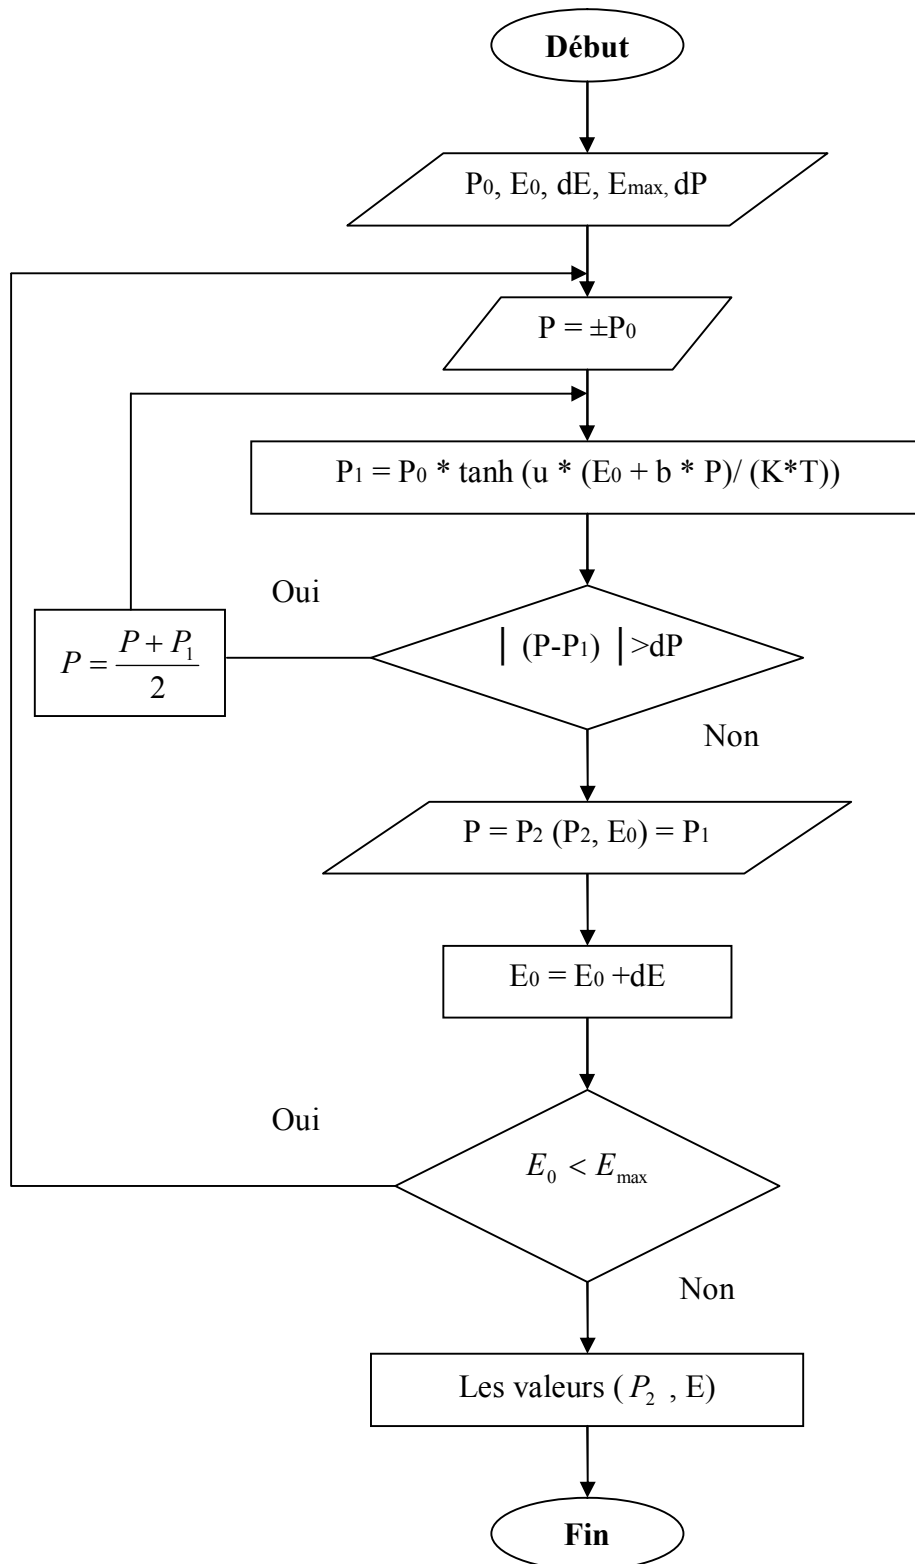 Début
P₀, E₀, dE, Emax, dP
P = ±P₀
P₁ = P₀ * tanh (u * (E₀ + b * P)/ (K*T))
Oui
| (P-P₁) | >dP
P = (P + P₁)/2
Non
P = P₂ (P₂, E₀) = P₁
E₀ = E₀ +dE
Oui
E₀ < Emax
Non
Les valeurs ( P₂ , E)
Fin